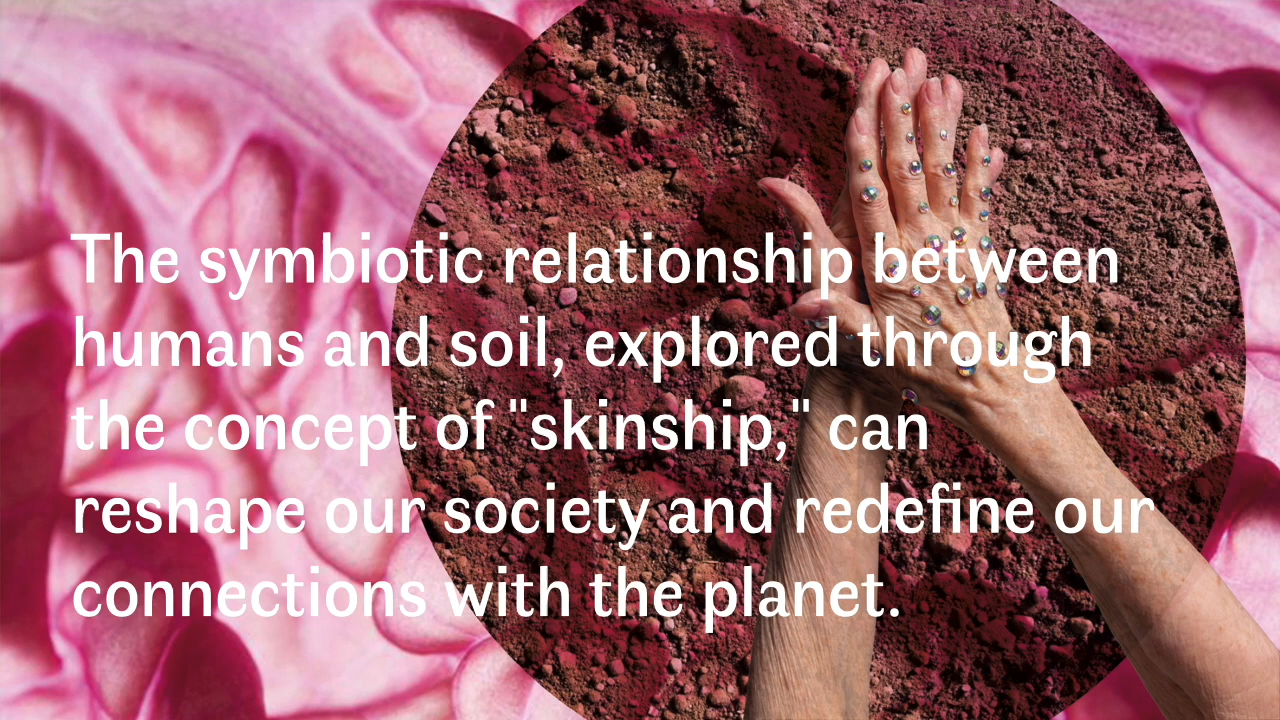 The symbiotic relationship between
humans and soil, explored through
the concept of "skinship," can
reshape our society and redefine our
connections with the planet.